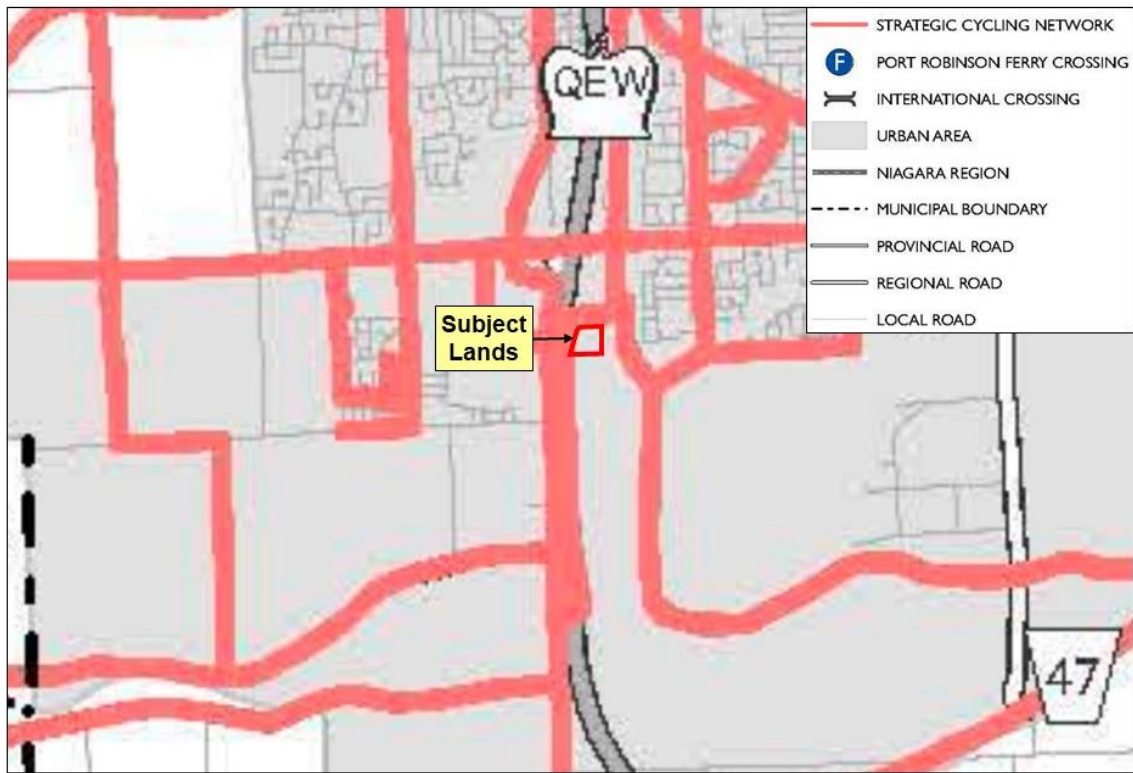 QEW
STRATEGIC CYCLING NETWORK
F
PORT ROBINSON FERRY CROSSING
INTERNATIONAL CROSSING
URBAN AREA
NIAGARA REGION
MUNICIPAL BOUNDARY
PROVINCIAL ROAD
REGIONAL ROAD
LOCAL ROAD
Subject
Lands
47